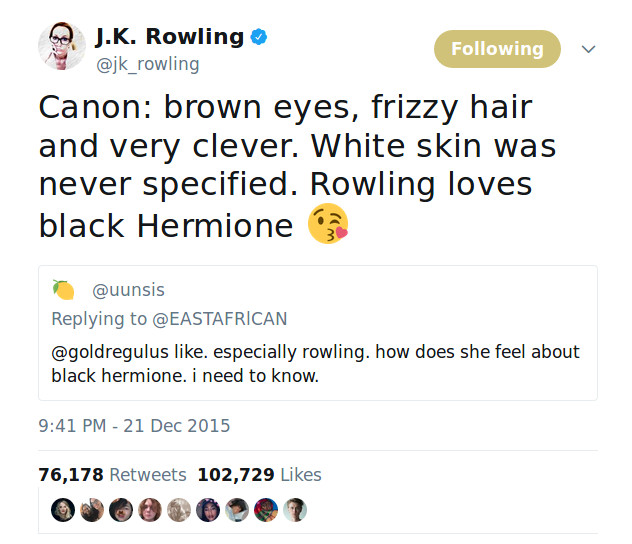 J.K. Rowling
@jk_rowling
Following
Canon: brown eyes, frizzy hair
and very clever. White skin was
never specified. Rowling loves
black Hermione 😘
🍋 @uunsis
Replying to @EASTAFRICAN
@goldregulus like. especially rowling. how does she feel about
black hermione. i need to know.
9:41 PM - 21 Dec 2015
76,178 Retweets 102,729 Likes